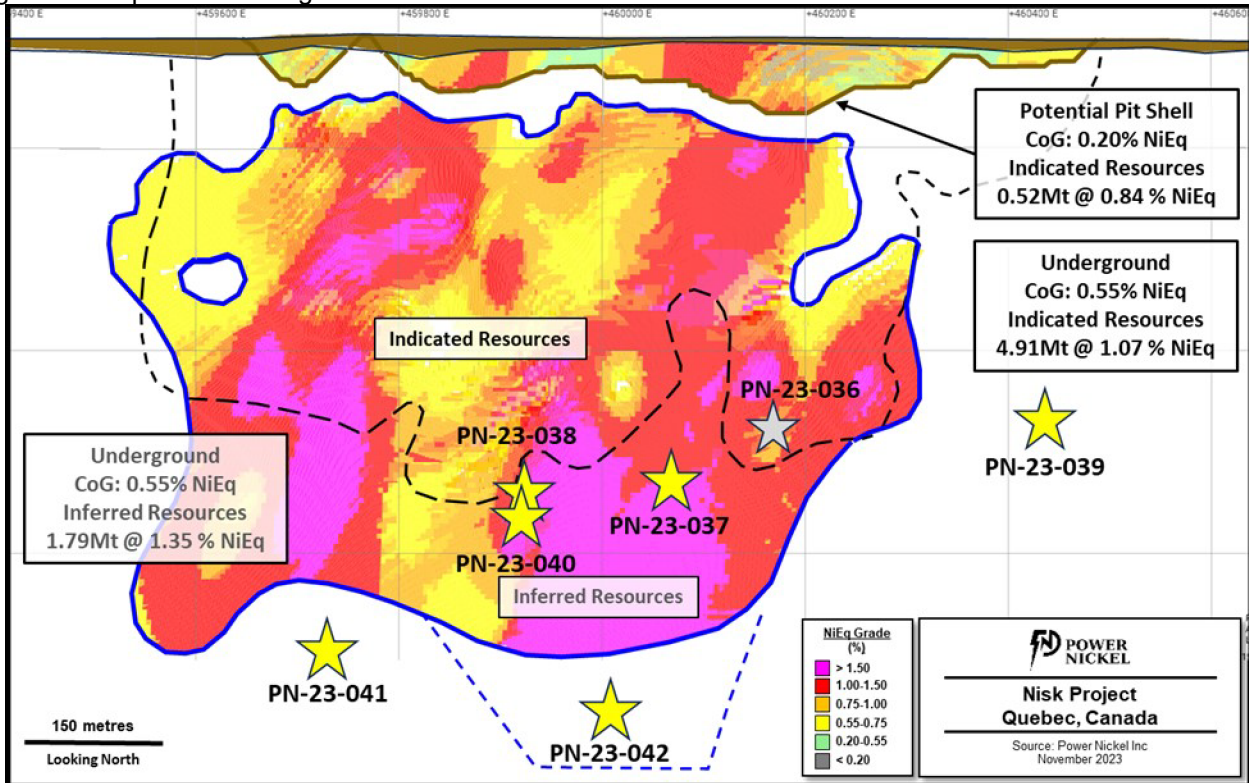 +459600 E
+459800 E
+460000 E
+460200 E
+460400 E
Potential Pit Shell
CoG: 0.20% NiEq
Indicated Resources
0.52Mt @ 0.84 % NiEq
Underground
CoG: 0.55% NiEq
Indicated Resources
4.91Mt @ 1.07 % NiEq
Indicated Resources
PN-23-036
PN-23-038
PN-23-039
Underground
CoG: 0.55% NiEq
Inferred Resources
1.79Mt @ 1.35 % NiEq
PN-23-037
PN-23-040
Inferred Resources
PN-23-041
PN-23-042
150 metres
Looking North
NiEq Grade
(%)
> 1.50
1.00-1.50
0.75-1.00
0.55-0.75
0.20-0.55
< 0.20
POWER
NICKEL
Nisk Project
Quebec, Canada
Source: Power Nickel Inc
November 2023